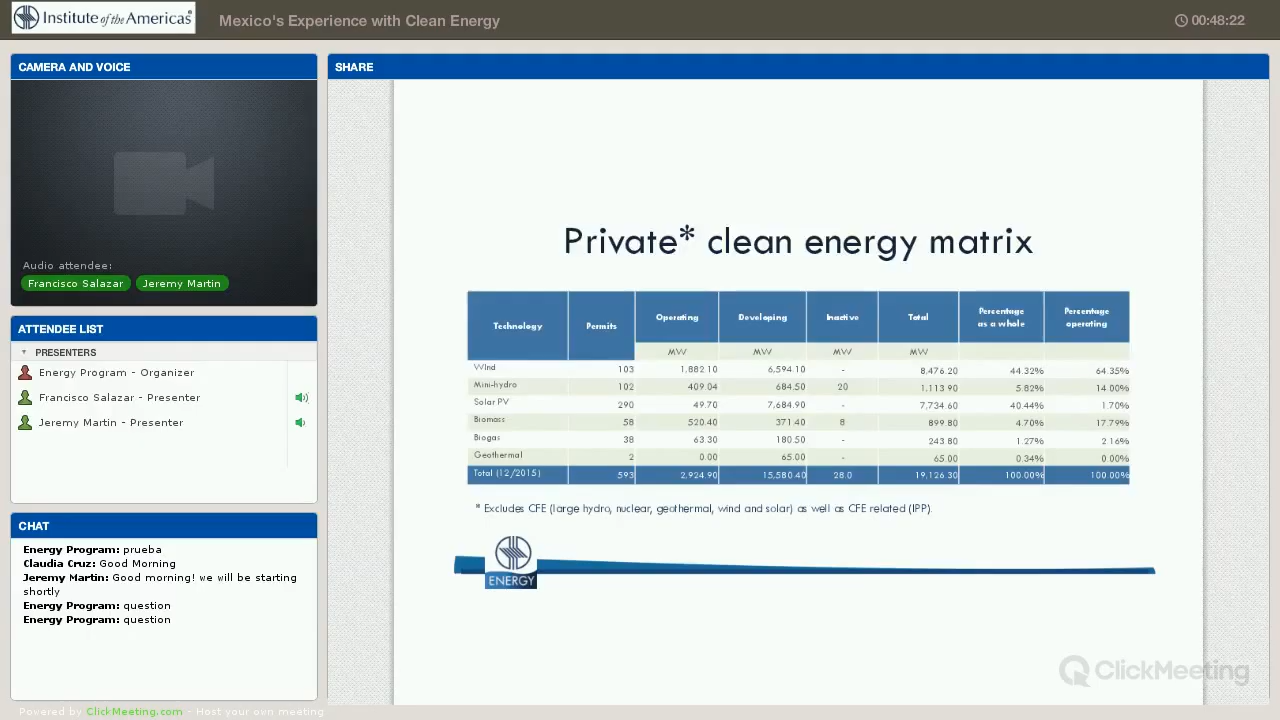 Institute of the Americas
Mexico's Experience with Clean Energy
00:48:22
CAMERA AND VOICE
Audio attendee:
Francisco Salazar Jeremy Martin
ATTENDEE LIST
PRESENTERS
Energy Program - Organizer
Francisco Salazar - Presenter
Jeremy Martin - Presenter
CHAT
Energy Program: prueba
Claudia Cruz: Good Morning
Jeremy Martin: Good morning! we will be starting
shortly
Energy Program: question
Energy Program: question
SHARE
Private* clean energy matrix
Technology Permits Operating Developing Inactive Total Percentage as a whole Percentage operating
MW MW MW MW
Wind 103 1,882.10 6,594.10 - 8,476.20 44.32% 64.35%
Mini-hydro 102 409.04 684.50 20 1,113.90 5.82% 14.00%
Solar PV 290 49.70 7,684.90 - 7,734.60 40.44% 1.70%
Biomass 58 520.40 371.40 8 899.80 4.70% 17.79%
Biogas 38 63.30 180.50 - 243.80 1.27% 2.16%
Geothermal 2 0.00 65.00 - 65.00 0.34% 0.00%
Total (12/2015) 593 2,924.90 15,580.40 28.0 19,126.30 100.00% 100.00%
* Excludes CFE (large hydro, nuclear, geothermal, wind and solar) as well as CFE related (IPP).
ENERGY
ClickMeeting
Powered by ClickMeeting.com - Host your own meeting